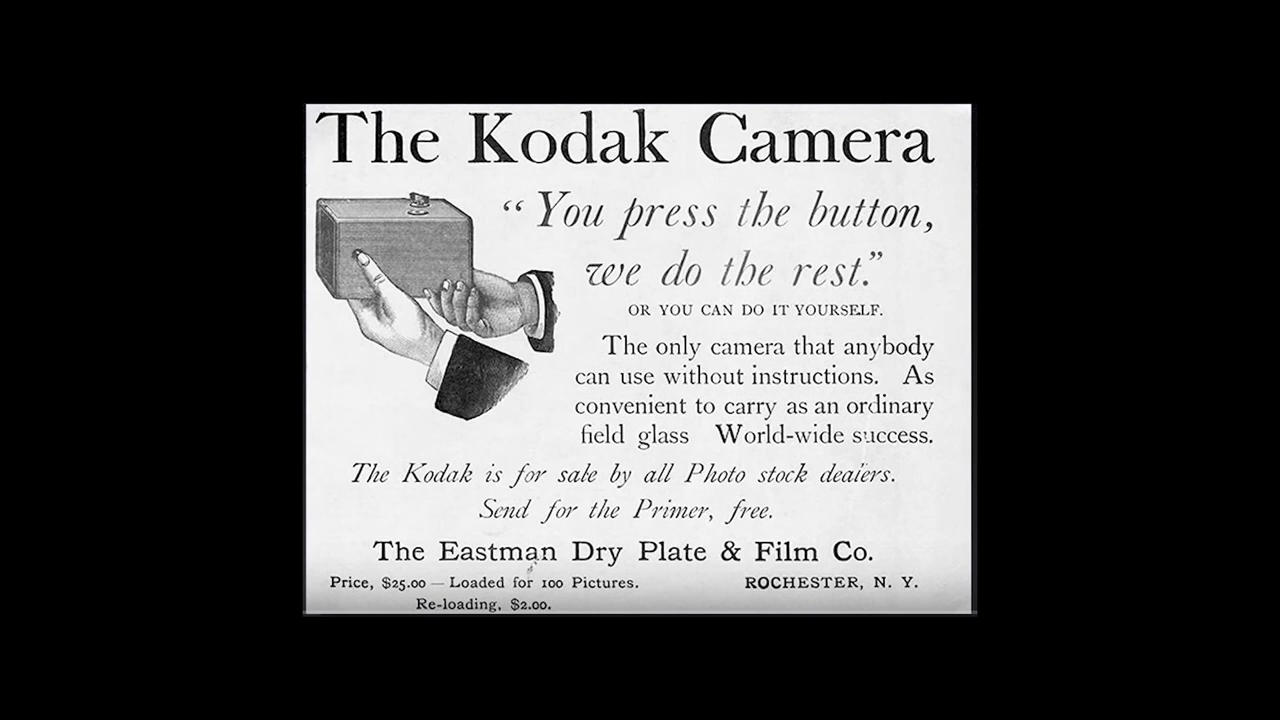 The Kodak Camera
“You press the button,
we do the rest.”
OR YOU CAN DO IT YOURSELF.
The only camera that anybody
can use without instructions. As
convenient to carry as an ordinary
field glass World-wide success.
The Kodak is for sale by all Photo stock dealers.
Send for the Primer, free.
The Eastman Dry Plate & Film Co.
Price, $25.00 — Loaded for 100 Pictures. ROCHESTER, N. Y.
Re-loading, $2.00.